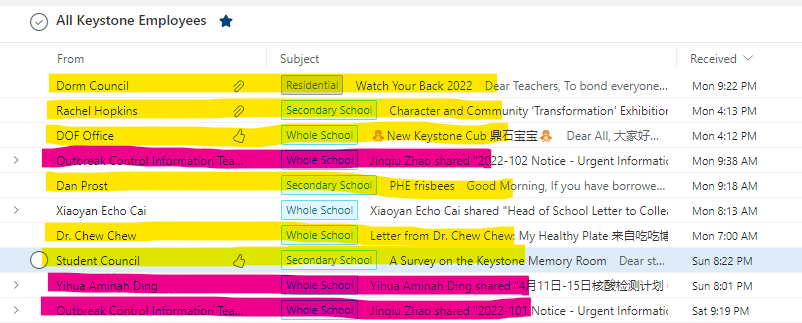 All Keystone Employees
From Subject Received
Dorm Council Residential Watch Your Back 2022 Dear Teachers, To bond everyone... Mon 9:22 PM
Rachel Hopkins Secondary School Character and Community 'Transformation' Exhibition Mon 4:13 PM
DOF Office Whole School New Keystone Cub 鼎石宝宝 Dear All, 大家好... Mon 4:12 PM
Outbreak Control Information Tea... Whole School Jinqiu Zhao shared "2022-102 Notice - Urgent Informatic Mon 9:38 AM
Dan Prost Secondary School PHE frisbees Good Morning, If you have borrowe... Mon 9:18 AM
Xiaoyan Echo Cai Whole School Xiaoyan Echo Cai shared "Head of School Letter to Collea Mon 8:13 AM
Dr. Chew Chew Whole School Letter from Dr. Chew Chew: My Healthy Plate 来自吃吃博 Mon 7:00 AM
Student Council Secondary School A Survey on the Keystone Memory Room Dear st... Sun 8:22 PM
Yihua Aminah Ding Whole School Yihua Aminah Ding shared "4月11日-15日核酸检测计划 Sun 8:01 PM
Outbreak Control Information Tea... Whole School Jinqiu Zhao shared "2022-101 Notice - Urgent Informatic Sat 9:19 PM